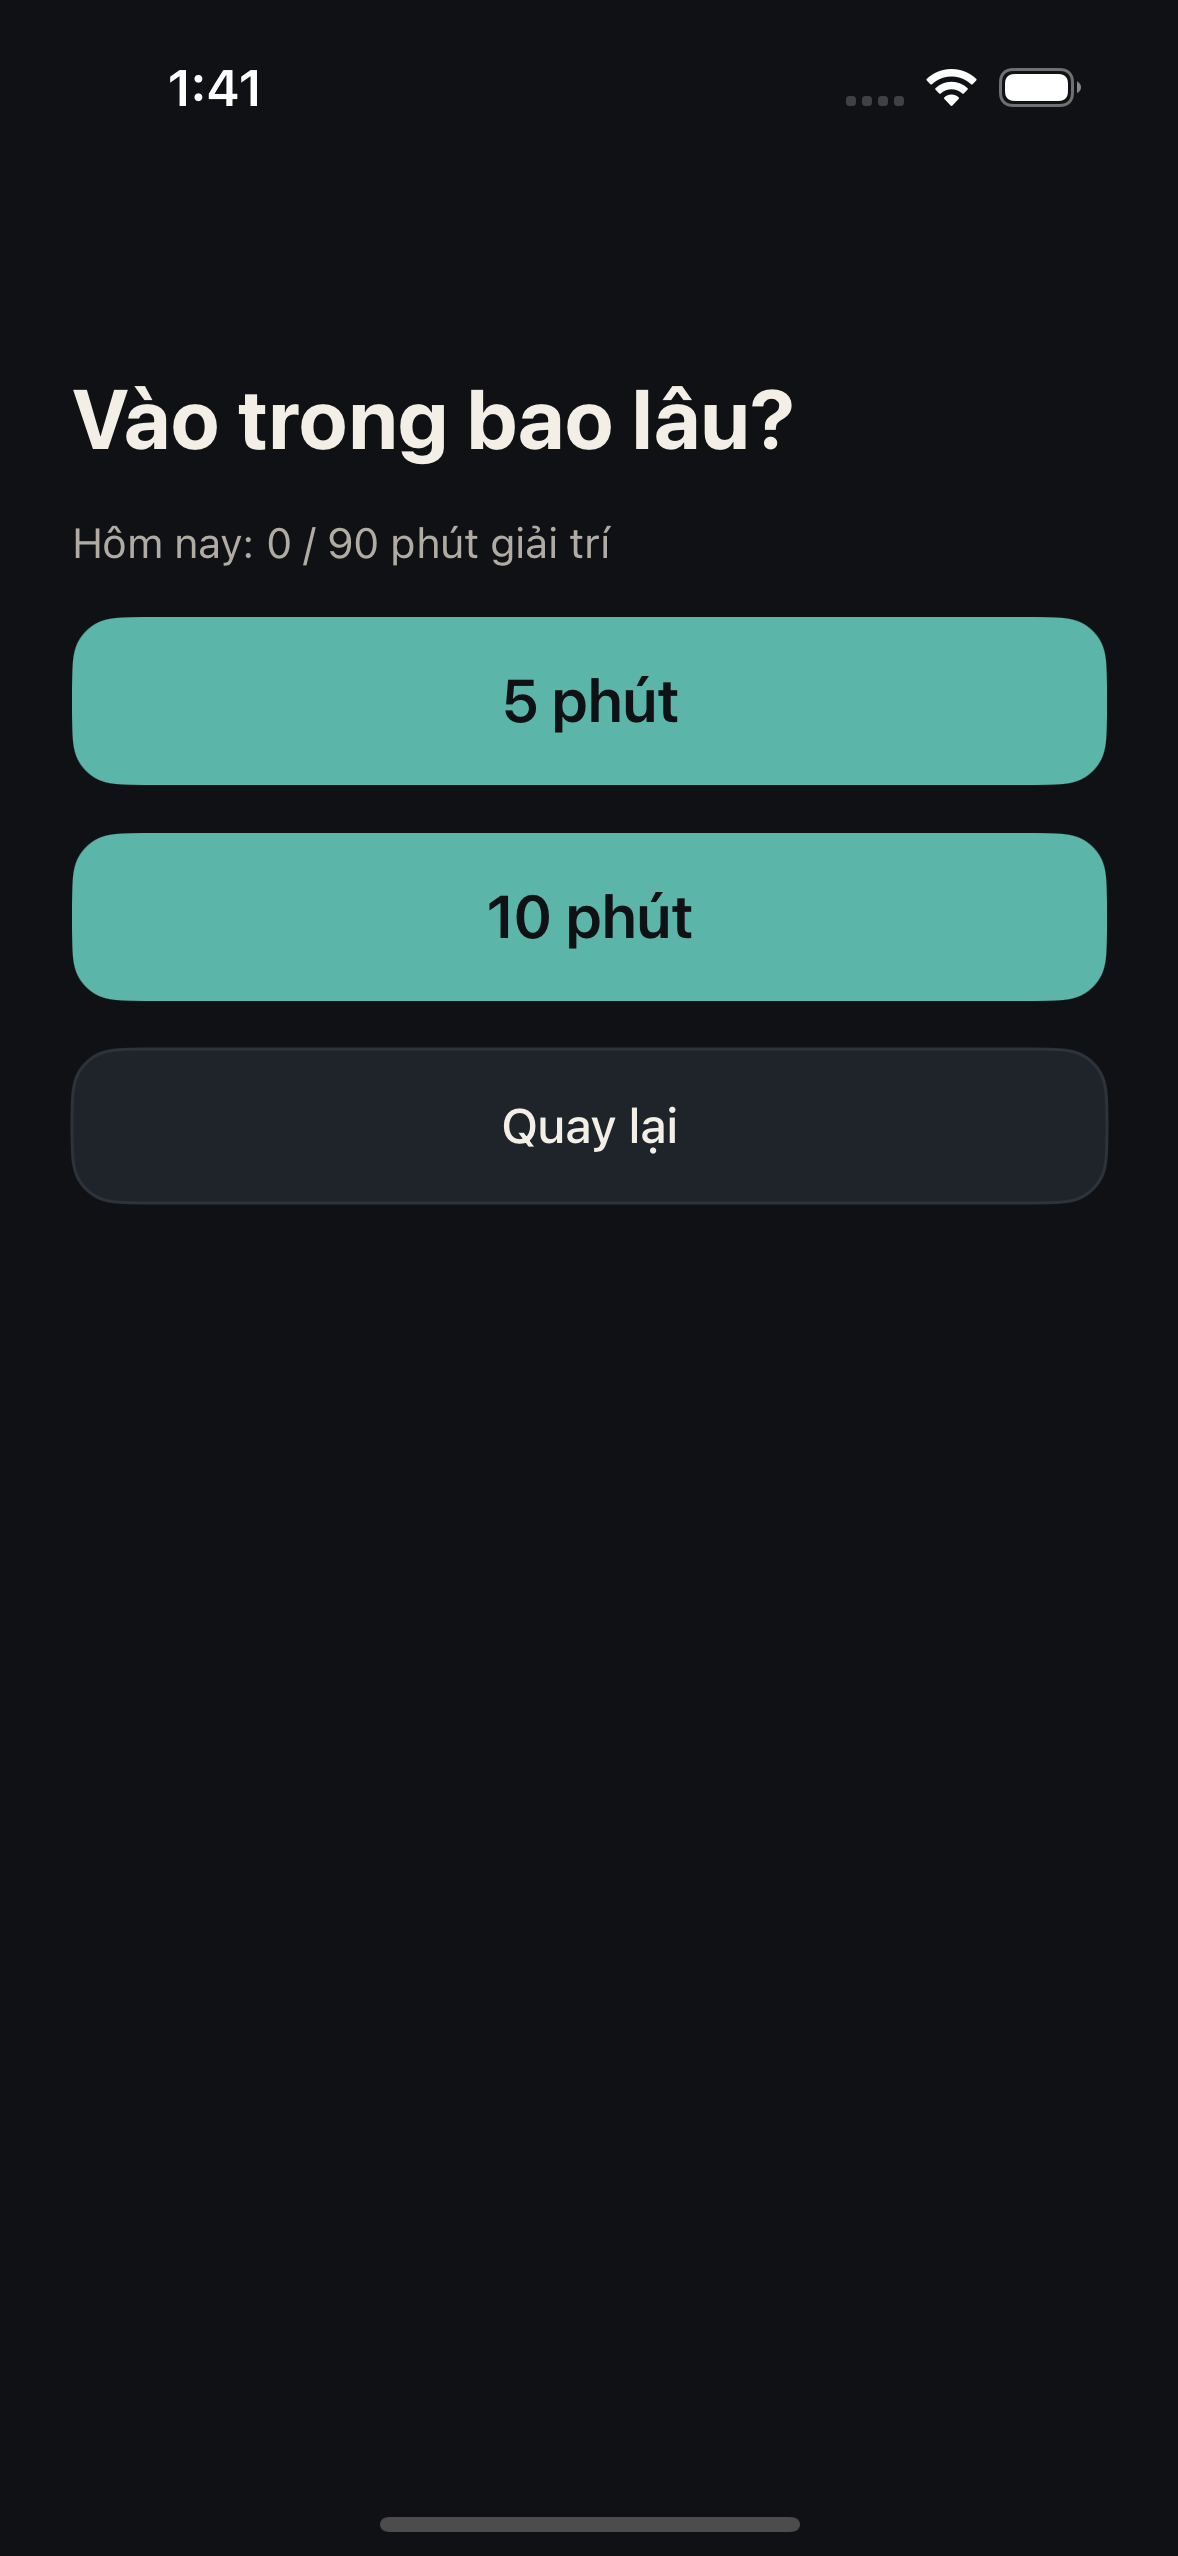 1:41
Vào trong bao lâu?
Hôm nay: 0 / 90 phút giải trí
5 phút
10 phút
Quay lại